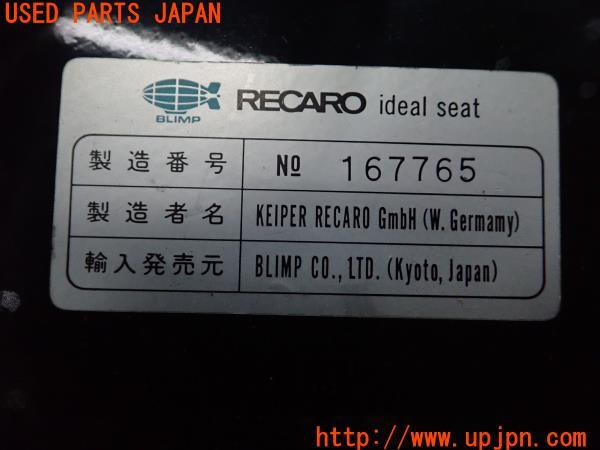 USED PARTS JAPAN
BLIMP RECARO ideal seat
製造番号 № 167765
製造者名 KEIPER RECARO GmbH (W. Germamy)
輸入発売元 BLIMP CO., LTD. (Kyoto, Japan)
http://www.upjpn.com